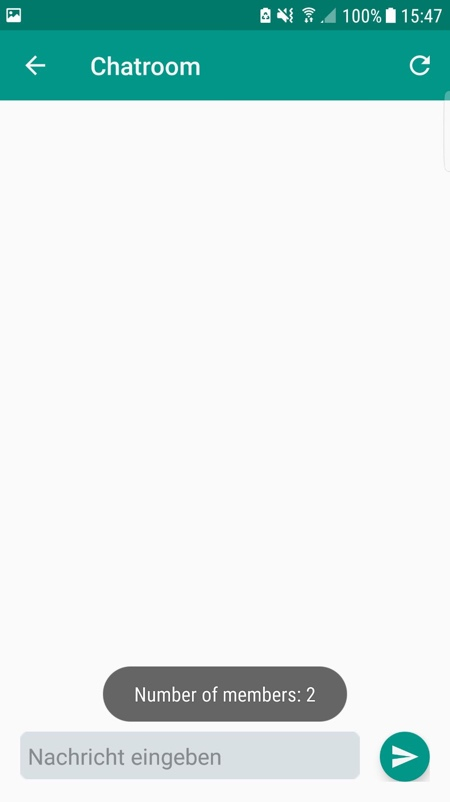 100% 15:47
Chatroom
Number of members: 2
Nachricht eingeben